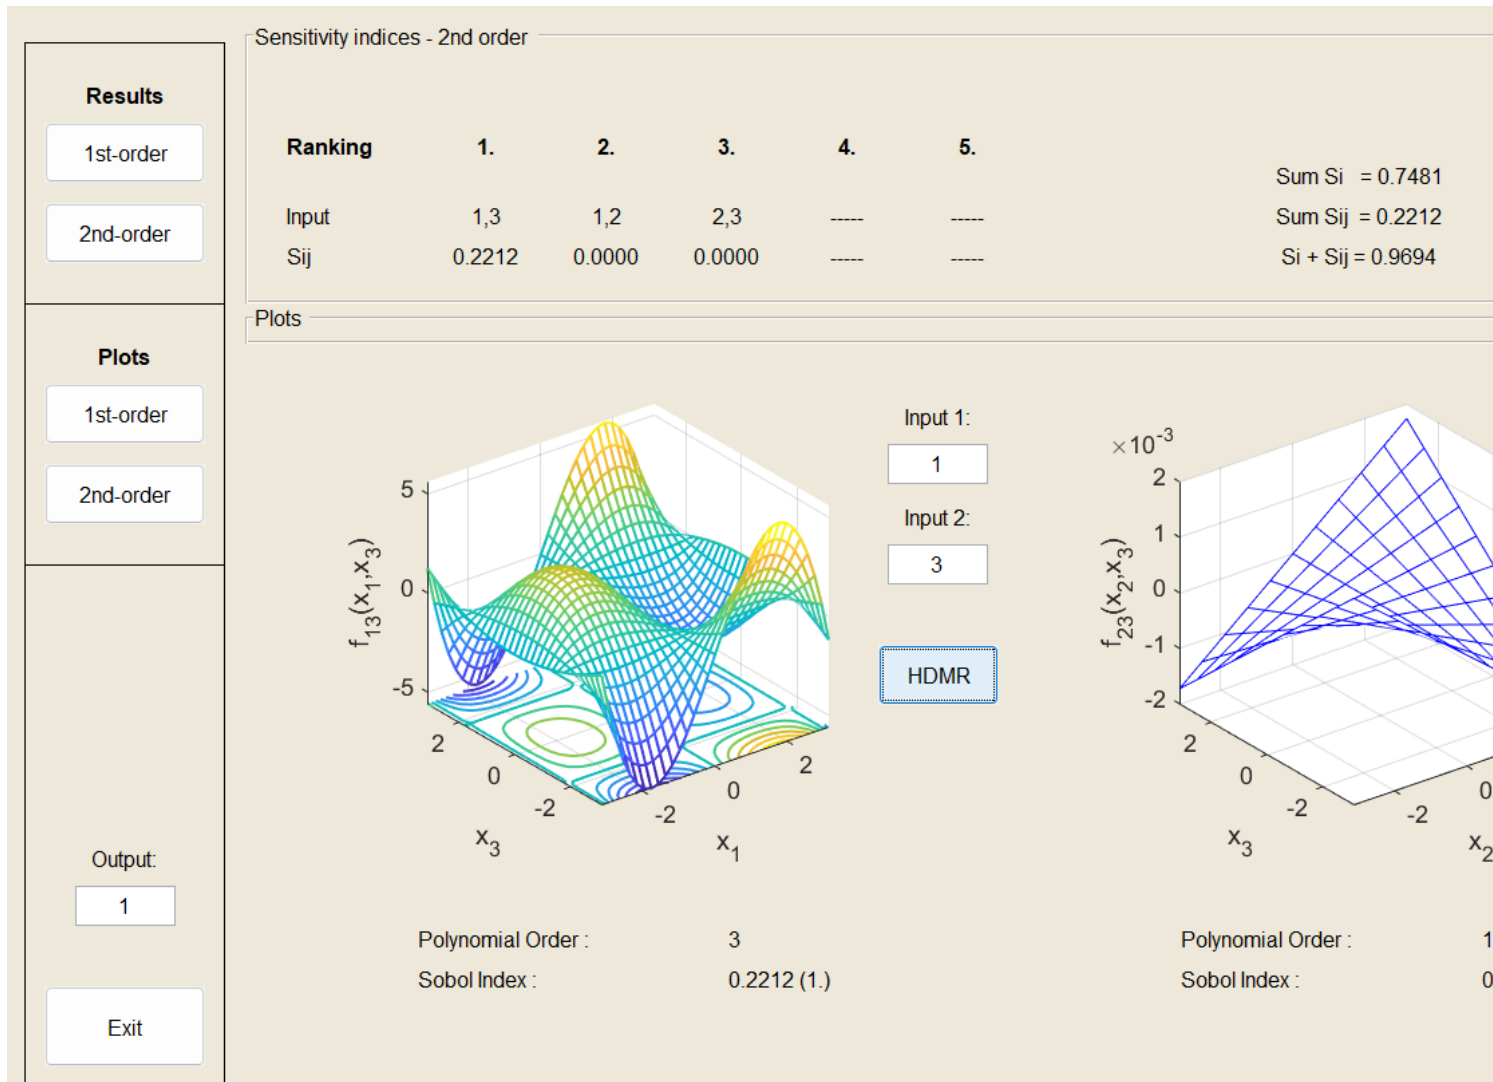 Sensitivity indices - 2nd order
Results
1st-order
2nd-order
Ranking 1. 2. 3. 4. 5.
Input 1,3 1,2 2,3 ----- -----
Sij 0.2212 0.0000 0.0000 ----- -----
Sum Si = 0.7481
Sum Sij = 0.2212
Si + Sij = 0.9694
Plots
Plots
1st-order
2nd-order
Output:
1
Exit
5
0
-5
f13(x1,x3)
2
0
-2
x3
-2
0
2
x1
Input 1:
1
Input 2:
3
HDMR
×10-3
2
1
0
-1
-2
f23(x2,x3)
2
0
-2
x3
-2
0
x2
Polynomial Order : 3
Sobol Index : 0.2212 (1.)
Polynomial Order : 1
Sobol Index : 0